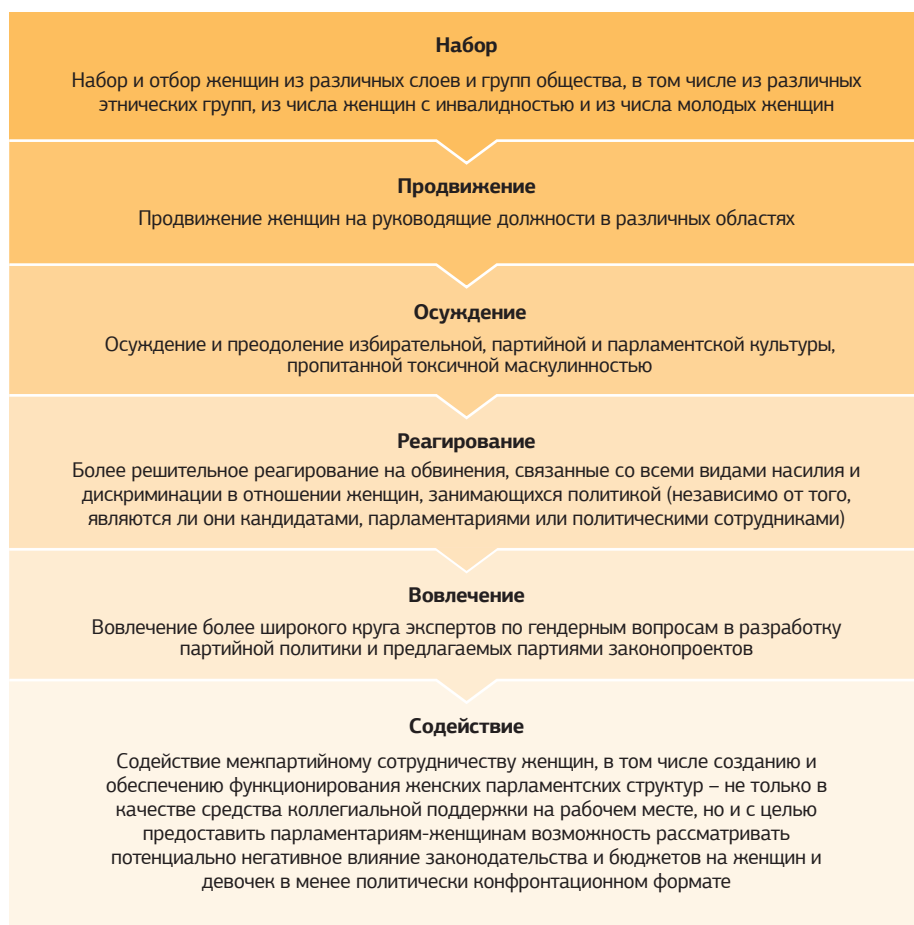 Набор
Набор и отбор женщин из различных слоев и групп общества, в том числе из различных
этнических групп, из числа женщин с инвалидностью и из числа молодых женщин
Продвижение
Продвижение женщин на руководящие должности в различных областях
Осуждение
Осуждение и преодоление избирательной, партийной и парламентской культуры,
пропитанной токсичной маскулинностью
Реагирование
Более решительное реагирование на обвинения, связанные со всеми видами насилия и
дискриминации в отношении женщин, занимающихся политикой (независимо от того,
являются ли они кандидатами, парламентариями или политическими сотрудниками)
Вовлечение
Вовлечение более широкого круга экспертов по гендерным вопросам в разработку
партийной политики и предлагаемых партиями законопроектов
Содействие
Содействие межпартийному сотрудничеству женщин, в том числе созданию и
обеспечению функционирования женских парламентских структур – не только в
качестве средства коллегиальной поддержки на рабочем месте, но и с целью
предоставить парламентариям-женщинам возможность рассматривать
потенциально негативное влияние законодательства и бюджетов на женщин и
девочек в менее политически конфронтационном формате